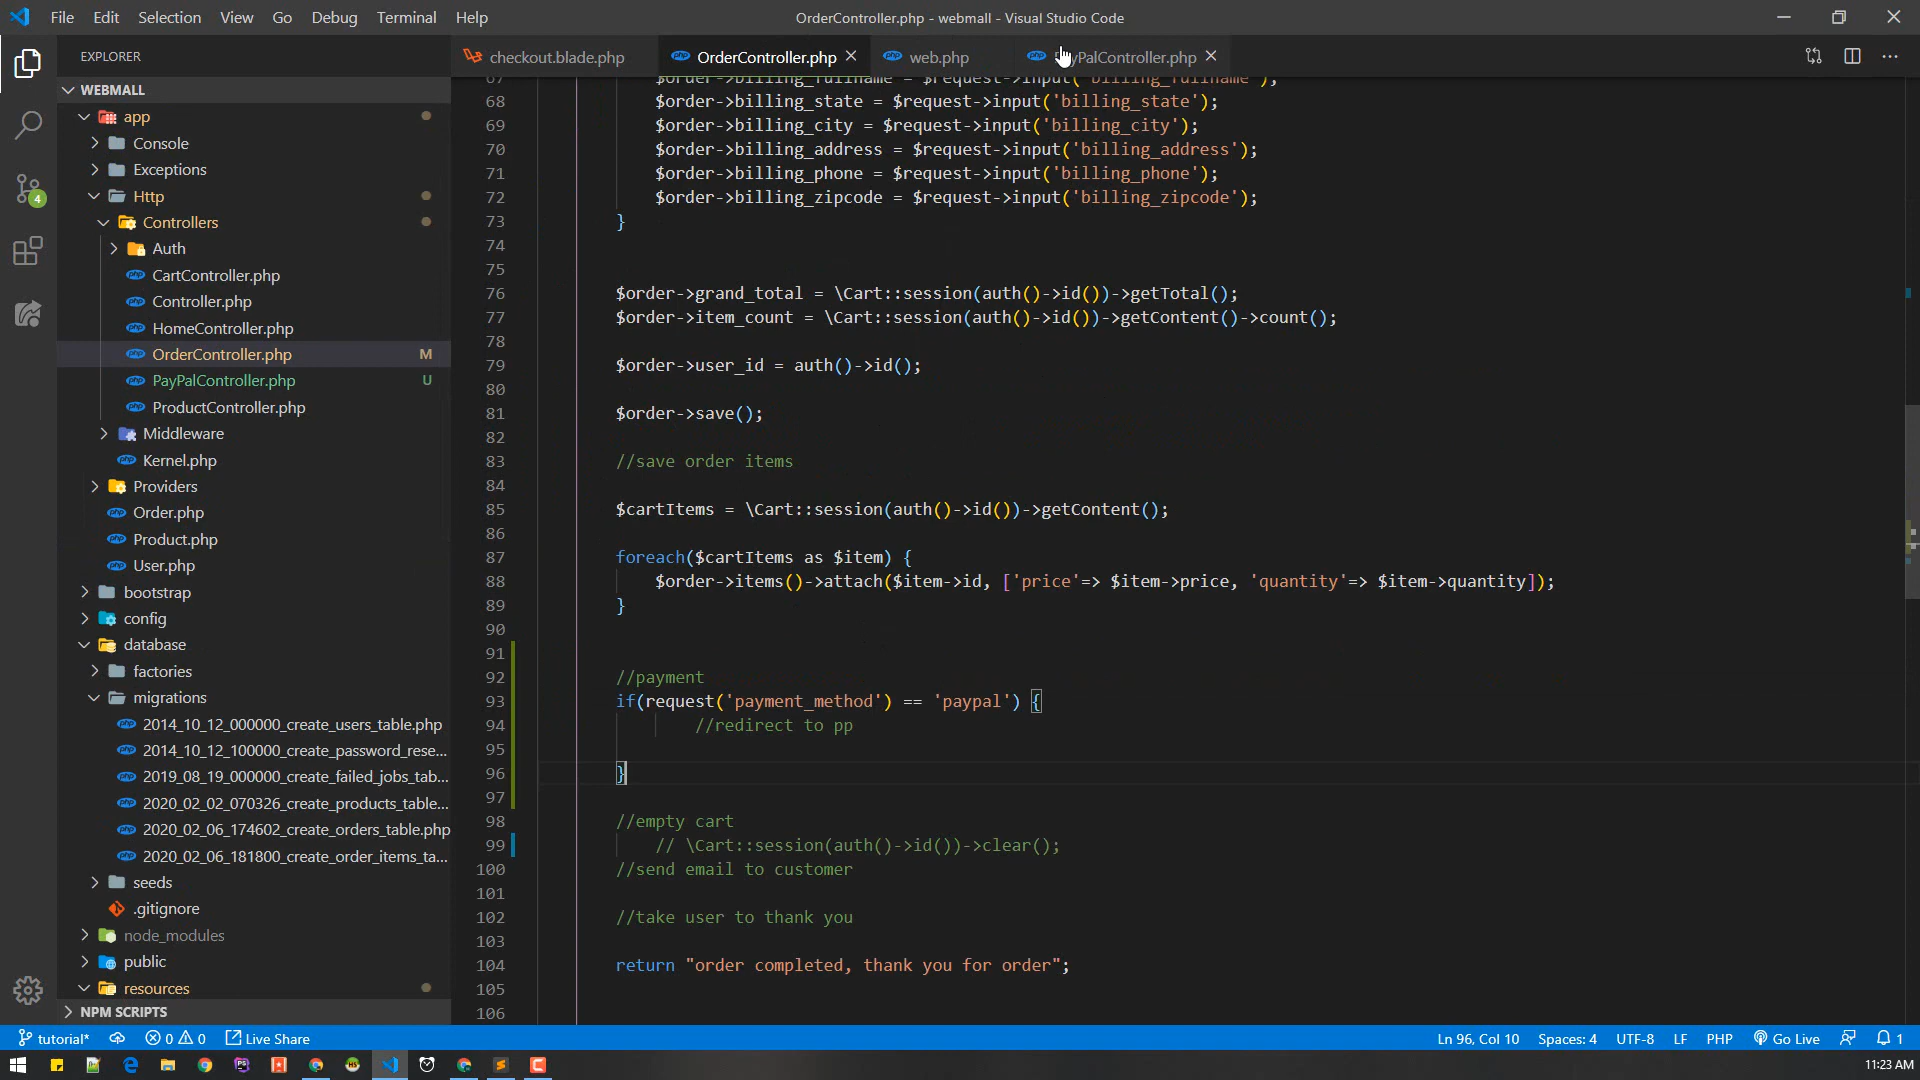 File Edit Selection View Go Debug Terminal Help
OrderController.php - webmall - Visual Studio Code
EXPLORER
checkout.blade.php
OrderController.php
web.php
yPalController.php
WEBMALL
app
Console
Exceptions
Http
Controllers
Auth
CartController.php
Controller.php
HomeController.php
OrderController.php M
PayPalController.php U
ProductController.php
Middleware
Kernel.php
Providers
Order.php
Product.php
User.php
bootstrap
config
database
factories
migrations
2014_10_12_000000_create_users_table.php
2014_10_12_100000_create_password_rese...
2019_08_19_000000_create_failed_jobs_tab...
2020_02_02_070326_create_products_table...
2020_02_06_174602_create_orders_table.php
2020_02_06_181800_create_order_items_ta...
seeds
.gitignore
node_modules
public
resources
NPM SCRIPTS
4
67 $order->billing_fullname = $request->input('billing_fullname');
68 $order->billing_state = $request->input('billing_state');
69 $order->billing_city = $request->input('billing_city');
70 $order->billing_address = $request->input('billing_address');
71 $order->billing_phone = $request->input('billing_phone');
72 $order->billing_zipcode = $request->input('billing_zipcode');
73 }
74
75
76 $order->grand_total = \Cart::session(auth()->id())->getTotal();
77 $order->item_count = \Cart::session(auth()->id())->getContent()->count();
78
79 $order->user_id = auth()->id();
80
81 $order->save();
82
83 //save order items
84
85 $cartItems = \Cart::session(auth()->id())->getContent();
86
87 foreach($cartItems as $item) {
88 $order->items()->attach($item->id, ['price'=> $item->price, 'quantity'=> $item->quantity]);
89 }
90
91
92 //payment
93 if(request('payment_method') == 'paypal') {
94 //redirect to pp
95
96 }
97
98 //empty cart
99 // \Cart::session(auth()->id())->clear();
100 //send email to customer
101
102 //take user to thank you
103
104 return "order completed, thank you for order";
105
106
tutorial* 0 0 Live Share
Ln 96, Col 10 Spaces: 4 UTF-8 LF PHP Go Live 1
11:23 AM